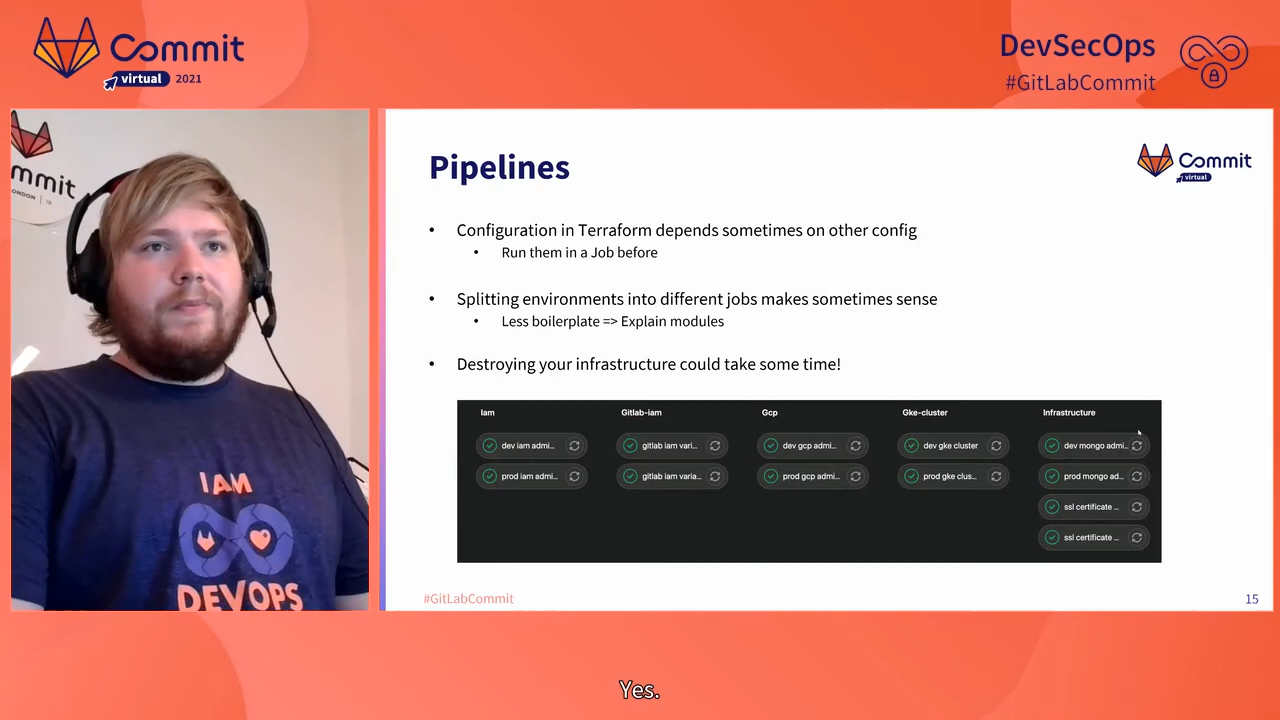 Commit
virtual 2021
DevSecOps
#GitLabCommit
mmit
ONDON | 19
I AM
DEVOPS
Pipelines
Commit
virtual
• Configuration in Terraform depends sometimes on other config
• Run them in a Job before
• Splitting environments into different jobs makes sometimes sense
• Less boilerplate => Explain modules
• Destroying your infrastructure could take some time!
Iam Gitlab-iam Gcp Gke-cluster Infrastructure
dev iam admi... gitlab iam vari... dev gcp admi... dev gke cluster dev mongo admi...
prod iam admi... gitlab iam varia... prod gcp admi... prod gke clus... prod mongo ad...
ssl certificate ...
ssl certificate ...
#GitLabCommit
15
Yes.